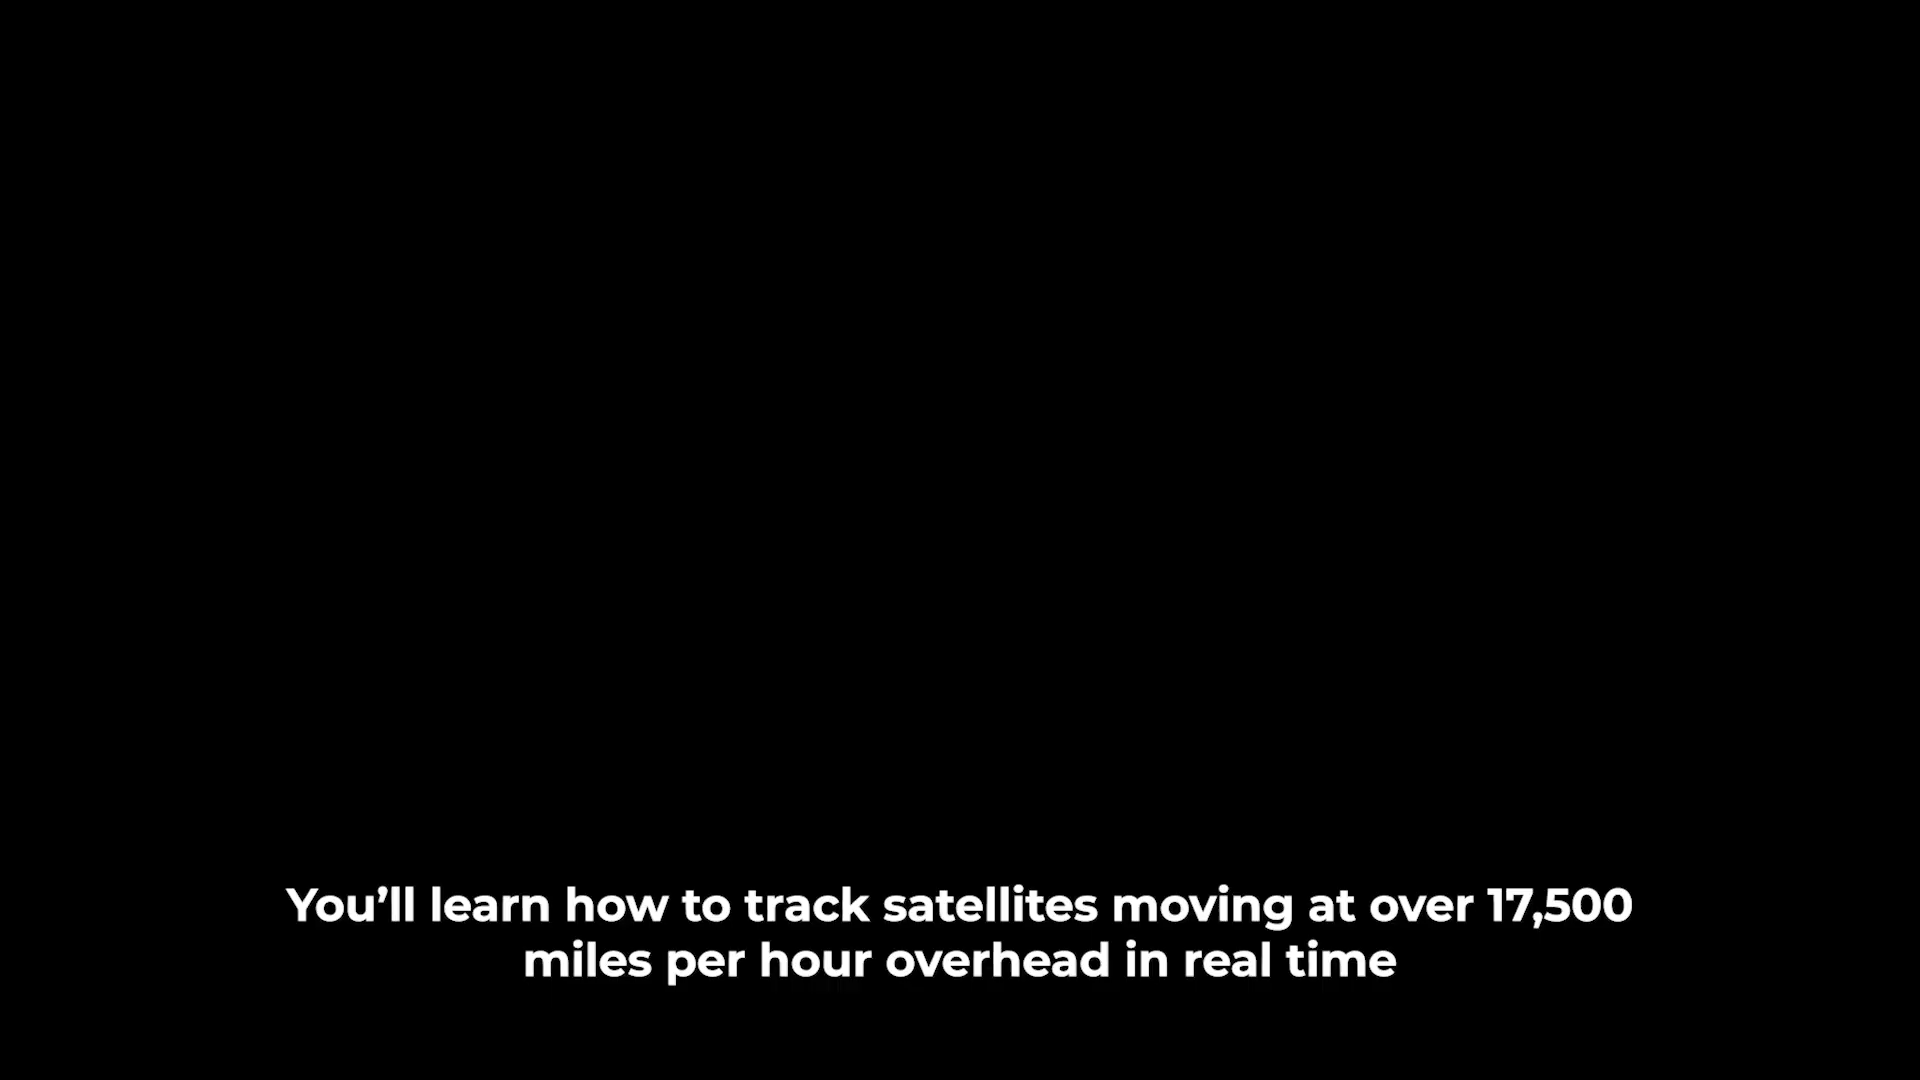 You’ll learn how to track satellites moving at over 17,500
miles per hour overhead in real time